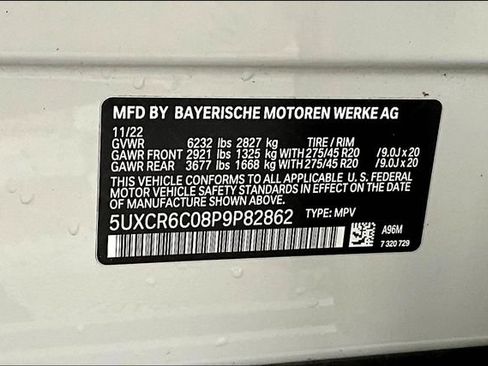 MFD BY BAYERISCHE MOTOREN WERKE AG
11/22
GVWR 6232 lbs 2827 kg TIRE / RIM
GAWR FRONT 2921 lbs 1325 kg WITH 275/45 R20 /9.0J x 20
GAWR REAR 3677 lbs 1668 kg WITH 275/45 R20 /9.0J x 20
THIS VEHICLE CONFORMS TO ALL APPLICABLE U.S. FEDERAL
MOTOR VEHICLE SAFETY STANDARDS IN EFFECT
ON THE DATE OF MANUFACTURE SHOWN ABOVE.
5UXCR6C08P9P82862 TYPE: MPV
A96M
7 320 729